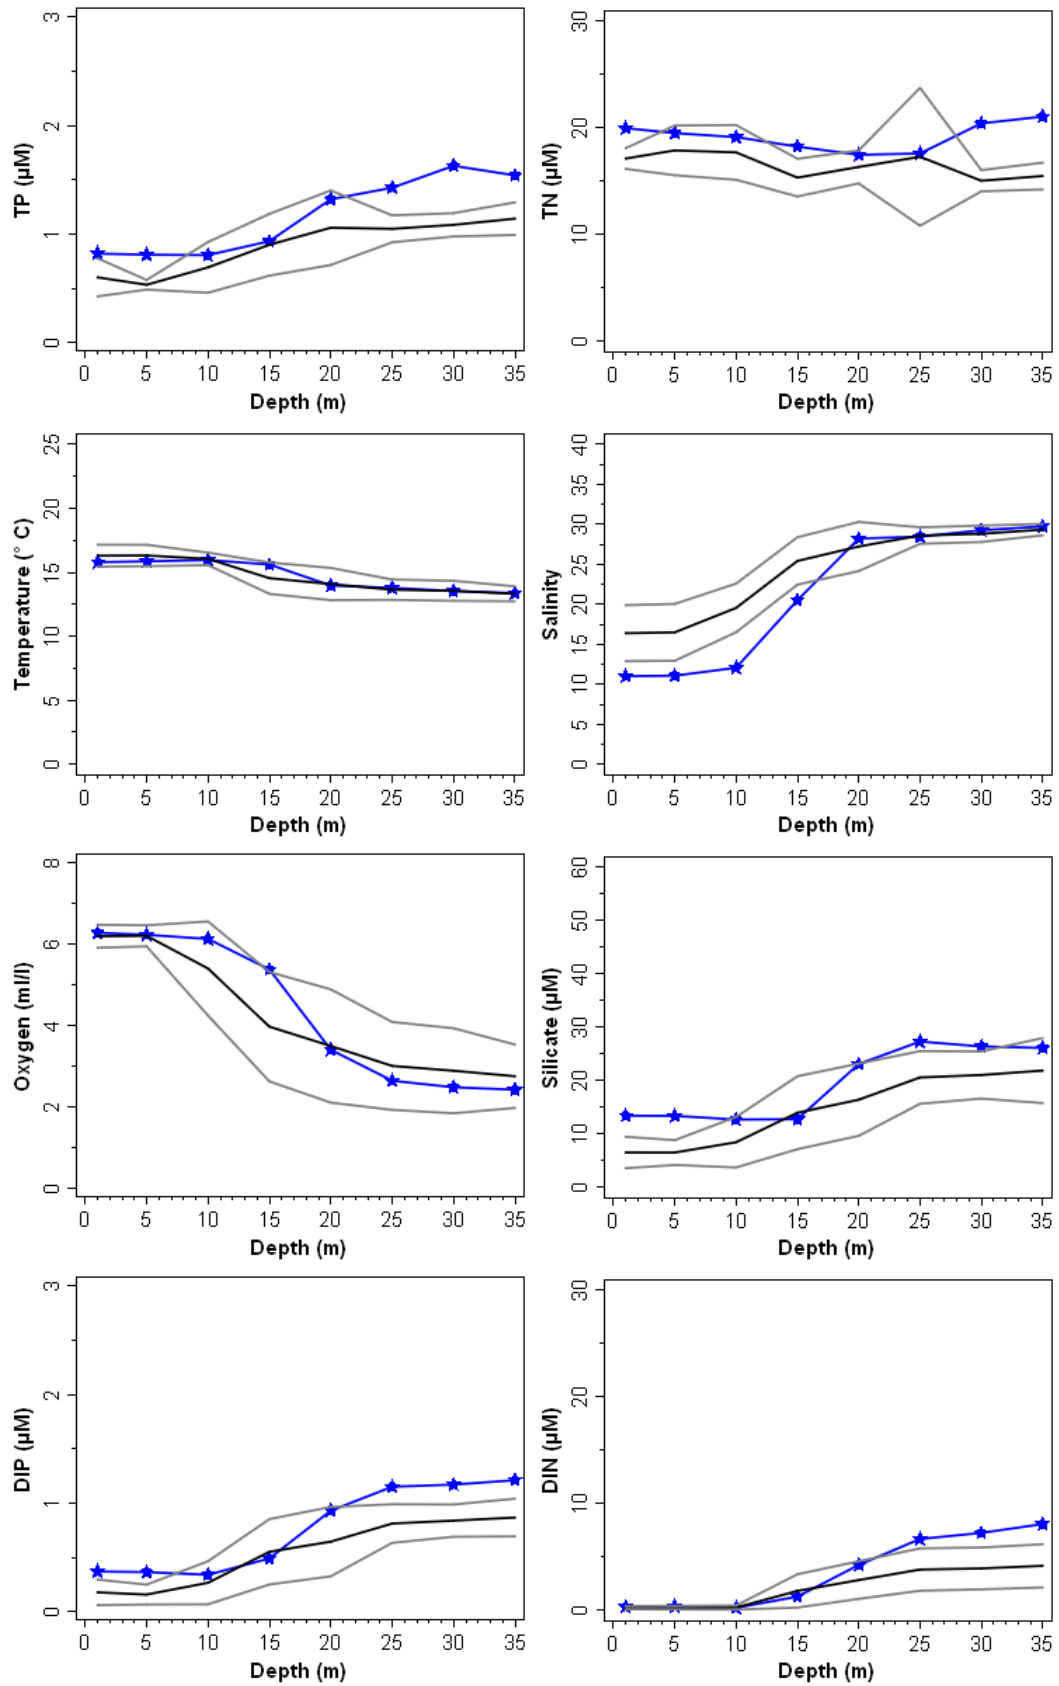 TP (µM)
3
2
1
0
0 5 10 15 20 25 30 35
Depth (m)
TN (µM)
30
20
10
0
0 5 10 15 20 25 30 35
Depth (m)
Temperature (° C)
25
20
15
10
5
0
0 5 10 15 20 25 30 35
Depth (m)
Salinity
40
35
30
25
20
15
10
5
0
0 5 10 15 20 25 30 35
Depth (m)
Oxygen (ml/l)
8
6
4
2
0
0 5 10 15 20 25 30 35
Depth (m)
Silicate (µM)
60
50
40
30
20
10
0
0 5 10 15 20 25 30 35
Depth (m)
DIP (µM)
3
2
1
0
0 5 10 15 20 25 30 35
Depth (m)
DIN (µM)
30
20
10
0
0 5 10 15 20 25 30 35
Depth (m)